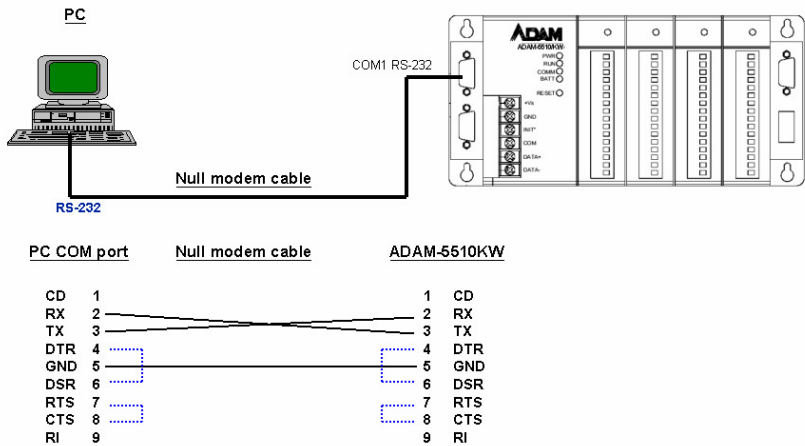 PC
COM1 RS-232
ADAM
ADAM-5510/KW
PWR
RUN
COMM
BATT
RESET
+Vs
GND
INIT*
COM
DATA+
DATA-
Null modem cable
RS-232
PC COM port Null modem cable ADAM-5510KW
CD 1 1 CD
RX 2 2 RX
TX 3 3 TX
DTR 4 4 DTR
GND 5 5 GND
DSR 6 6 DSR
RTS 7 7 RTS
CTS 8 8 CTS
RI 9 9 RI